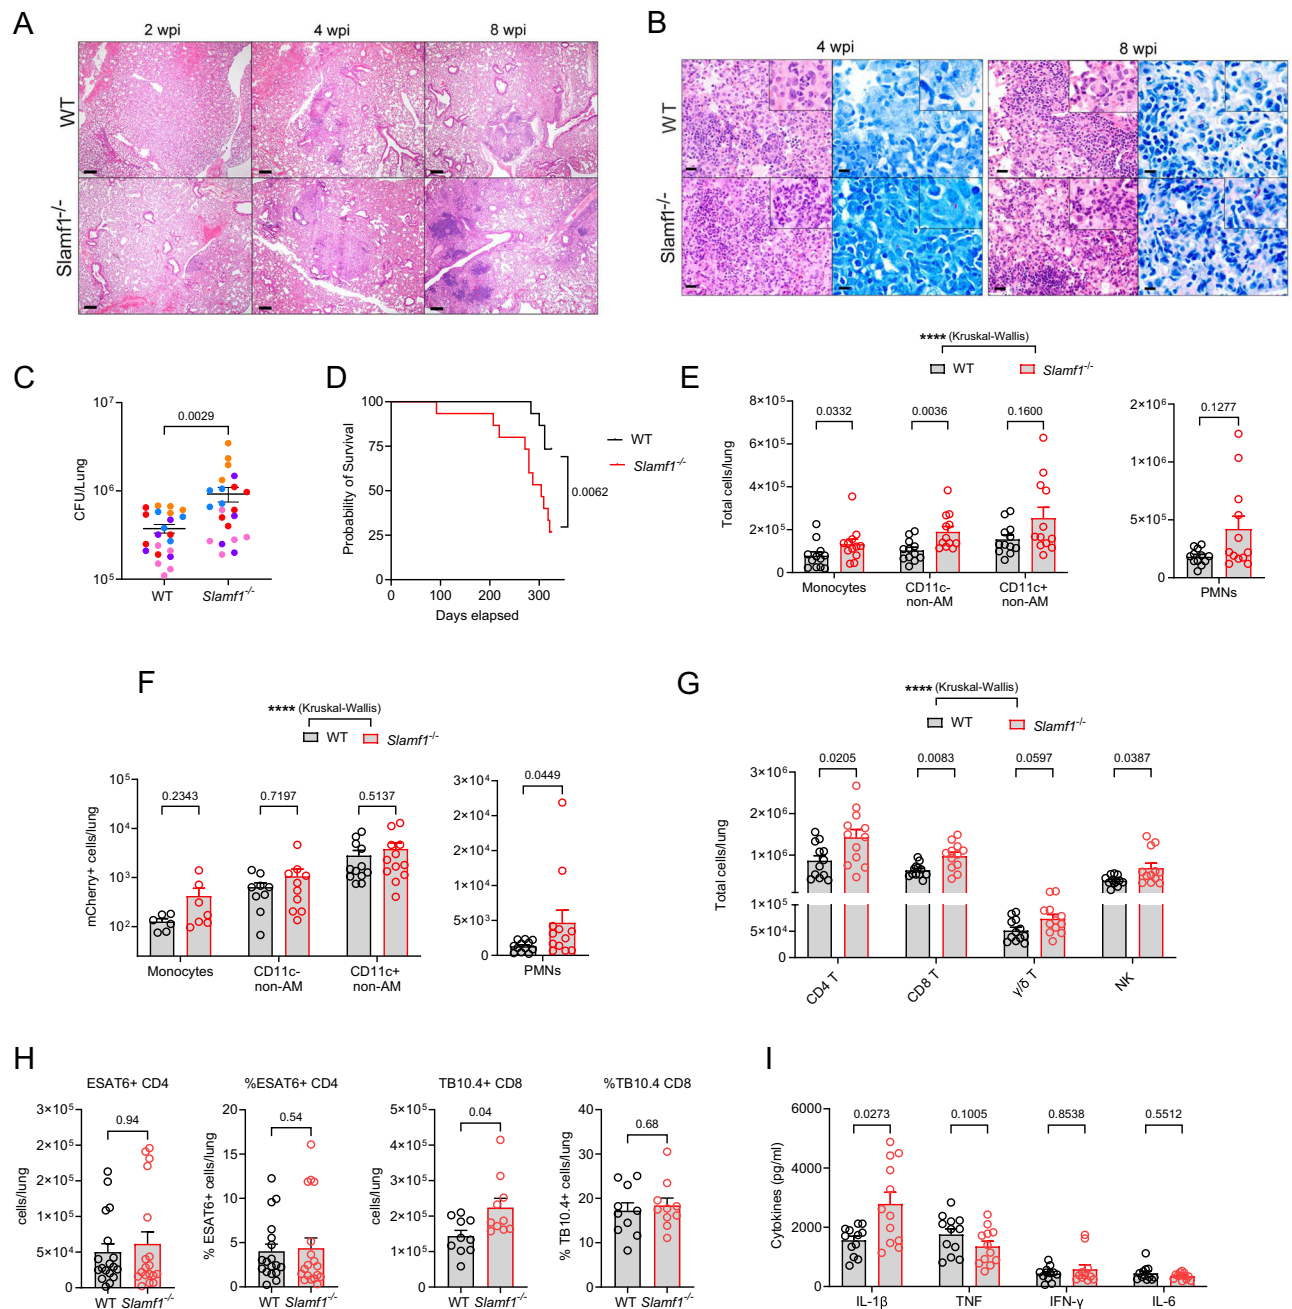 A
2 wpi 4 wpi 8 wpi
WT
Slamf1-/-
B
4 wpi 8 wpi
WT
Slamf1-/-
C
CFU/Lung
10⁷
10⁶
10⁵
0.0029
WT Slamf1-/-
D
Probability of Survival
100
75
50
25
0
0 100 200 300
Days elapsed
WT
Slamf1-/-
0.0062
E
**** (Kruskal-Wallis)
WT Slamf1-/-
Total cells/lung
8×10⁵
6×10⁵
4×10⁵
2×10⁵
0
0.0332 0.0036 0.1600
Monocytes CD11c- CD11c+
non-AM non-AM
2×10⁶
1×10⁶
5×10⁵
0
0.1277
PMNs
F
**** (Kruskal-Wallis)
WT Slamf1-/-
mCherry+ cells/lung
10⁵
10⁴
10³
10²
0.2343 0.7197 0.5137
Monocytes CD11c- CD11c+
non-AM non-AM
3×10⁴
2×10⁴
2×10⁴
1×10⁴
5×10³
0
0.0449
PMNs
G
**** (Kruskal-Wallis)
WT Slamf1-/-
Total cells/lung
3×10⁶
2×10⁶
1×10⁶
1×10⁵
5×10⁴
0
0.0205 0.0083 0.0597 0.0387
CD4 T CD8 T γ/δ T NK
H
ESAT6+ CD4
cells/lung
3×10⁵
2×10⁵
2×10⁵
1×10⁵
5×10⁴
0
0.94
WT Slamf1-/-
%ESAT6+ CD4
% ESAT6+ cells/lung
20
15
10
5
0
0.54
WT Slamf1-/-
TB10.4+ CD8
cells/lung
5×10⁵
4×10⁵
3×10⁵
2×10⁵
1×10⁵
0
0.04
WT Slamf1-/-
%TB10.4 CD8
% TB10.4+ cells/lung
40
30
20
10
0
0.68
WT Slamf1-/-
I
Cytokines (pg/ml)
6000
4000
2000
0
0.0273 0.1005 0.8538 0.5512
IL-1β TNF IFN-γ IL-6